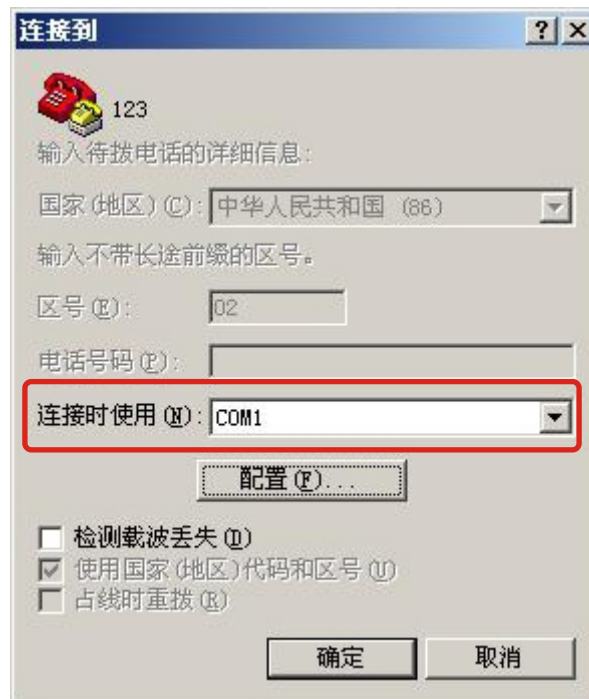 连接到
123
输入待拨电话的详细信息:
国家(地区)(C): 中华人民共和国 (86)
输入不带长途前缀的区号。
区号(E): 02
电话号码(P):
连接时使用(N): COM1
配置(F)...
检测载波丢失(D)
使用国家(地区)代码和区号(U)
占线时重拨(R)
确定 取消